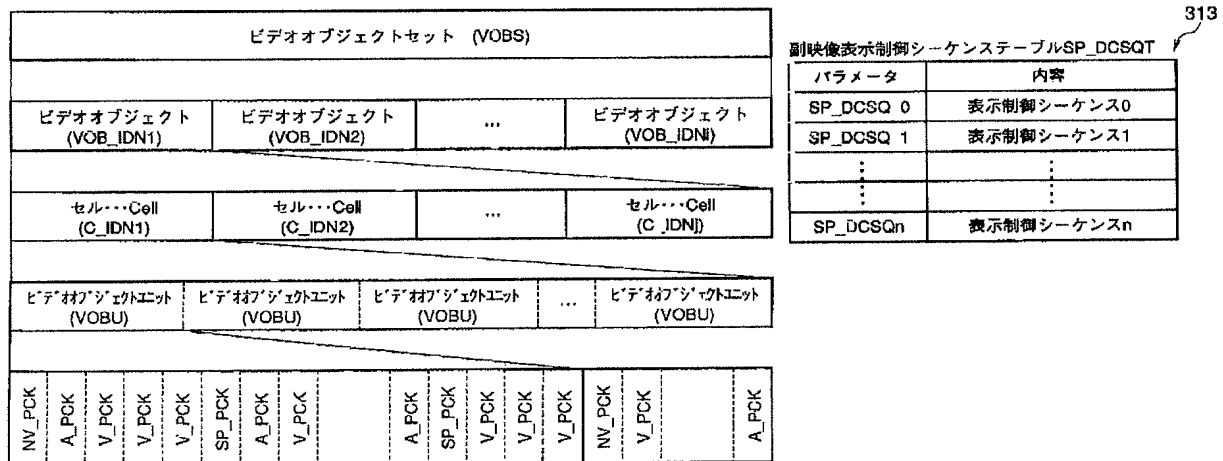 ビデオオブジェクトセット (VOBS)
ビデオオブジェクト
(VOB_IDN1)
ビデオオブジェクト
(VOB_IDN2)
…
ビデオオブジェクト
(VOB_IDNi)
セル・・・Cell
(C_IDN1)
セル・・・Cell
(C_IDN2)
…
セル・・・Cell
(C_IDNj)
ビデオオブジェクトユニット
(VOBU)
ビデオオブジェクトユニット
(VOBU)
ビデオオブジェクトユニット
(VOBU)
…
ビデオオブジェクトユニット
(VOBU)
NV_PCK
A_PCK
V_PCK
V_PCK
V_PCK
SP_PCK
A_PCK
V_PCK
A_PCK
SP_PCK
V_PCK
V_PCK
V_PCK
NV_PCK
V_PCK
A_PCK
313
副映像表示制御シーケンステーブルSP_DCSQT
パラメータ 内容
SP_DCSQ 0 表示制御シーケンス0
SP_DCSQ 1 表示制御シーケンス1
SP_DCSQn 表示制御シーケンスn